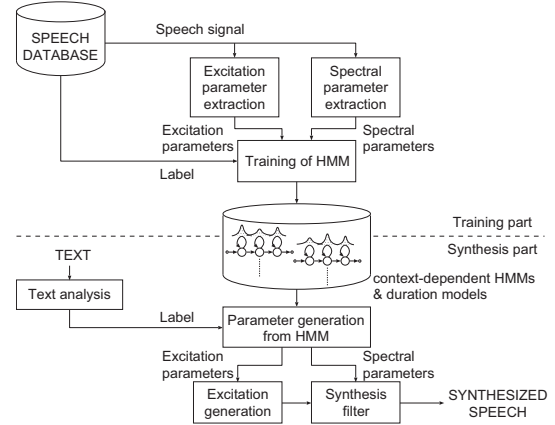 Speech signal
SPEECH
DATABASE
Excitation
parameter
extraction
Spectral
parameter
extraction
Excitation
parameters
Spectral
parameters
Training of HMM
Label
Training part
Synthesis part
TEXT
context-dependent HMMs
& duration models
Text analysis
Label
Parameter generation
from HMM
Excitation
parameters
Spectral
parameters
Excitation
generation
Synthesis
filter
SYNTHESIZED
SPEECH